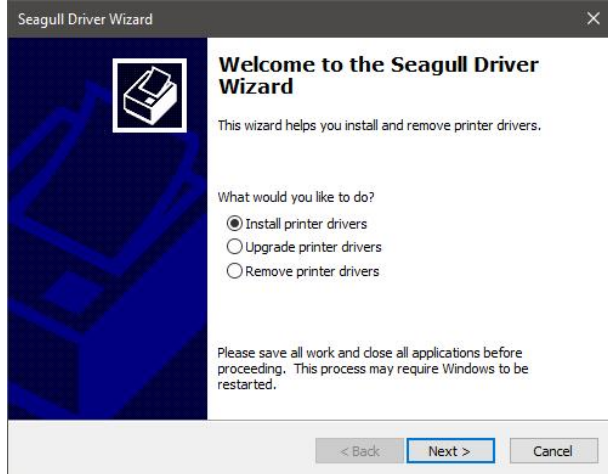 Seagull Driver Wizard
Welcome to the Seagull Driver
Wizard
This wizard helps you install and remove printer drivers.
What would you like to do?
Install printer drivers
Upgrade printer drivers
Remove printer drivers
Please save all work and close all applications before
proceeding.  This process may require Windows to be
restarted.
< Back Next > Cancel